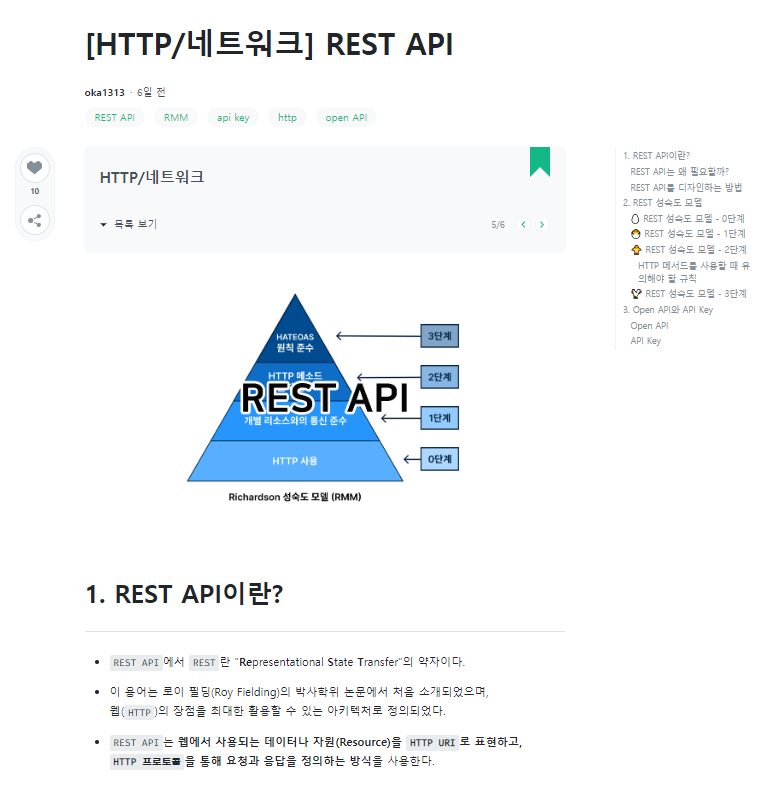 [HTTP/네트워크] REST API
oka1313 · 6일 전
REST API RMM api key http open API
10
HTTP/네트워크
목록 보기
5/6
1. REST API이란?
REST API는 왜 필요할까?
REST API를 디자인하는 방법
2. REST 성숙도 모델
🥚 REST 성숙도 모델 - 0단계
🐣 REST 성숙도 모델 - 1단계
🐥 REST 성숙도 모델 - 2단계
HTTP 메서드를 사용할 때 유
의해야 할 규칙
🐓 REST 성숙도 모델 - 3단계
3. Open API와 API Key
Open API
API Key
HATEOAS
원칙 준수
3단계
HTTP 메소드
2단계
REST API
개별 리소스와의 통신 준수
1단계
HTTP 사용
0단계
Richardson 성숙도 모델 (RMM)
1. REST API이란?
• REST API에서 REST란 "Representational State Transfer"의 약자이다.
• 이 용어는 로이 필딩(Roy Fielding)의 박사학위 논문에서 처음 소개되었으며,
웹(HTTP)의 장점을 최대한 활용할 수 있는 아키텍처로 정의되었다.
• REST API는 웹에서 사용되는 데이터나 자원(Resource)을 HTTP URI로 표현하고,
HTTP 프로토콜을 통해 요청과 응답을 정의하는 방식을 사용한다.